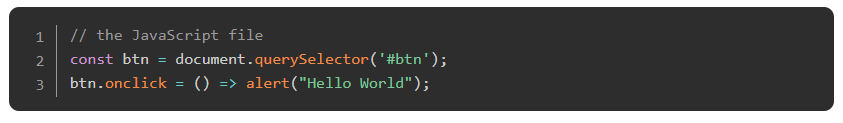 1 // the JavaScript file
2 const btn = document.querySelector('#btn');
3 btn.onclick = () => alert("Hello World");